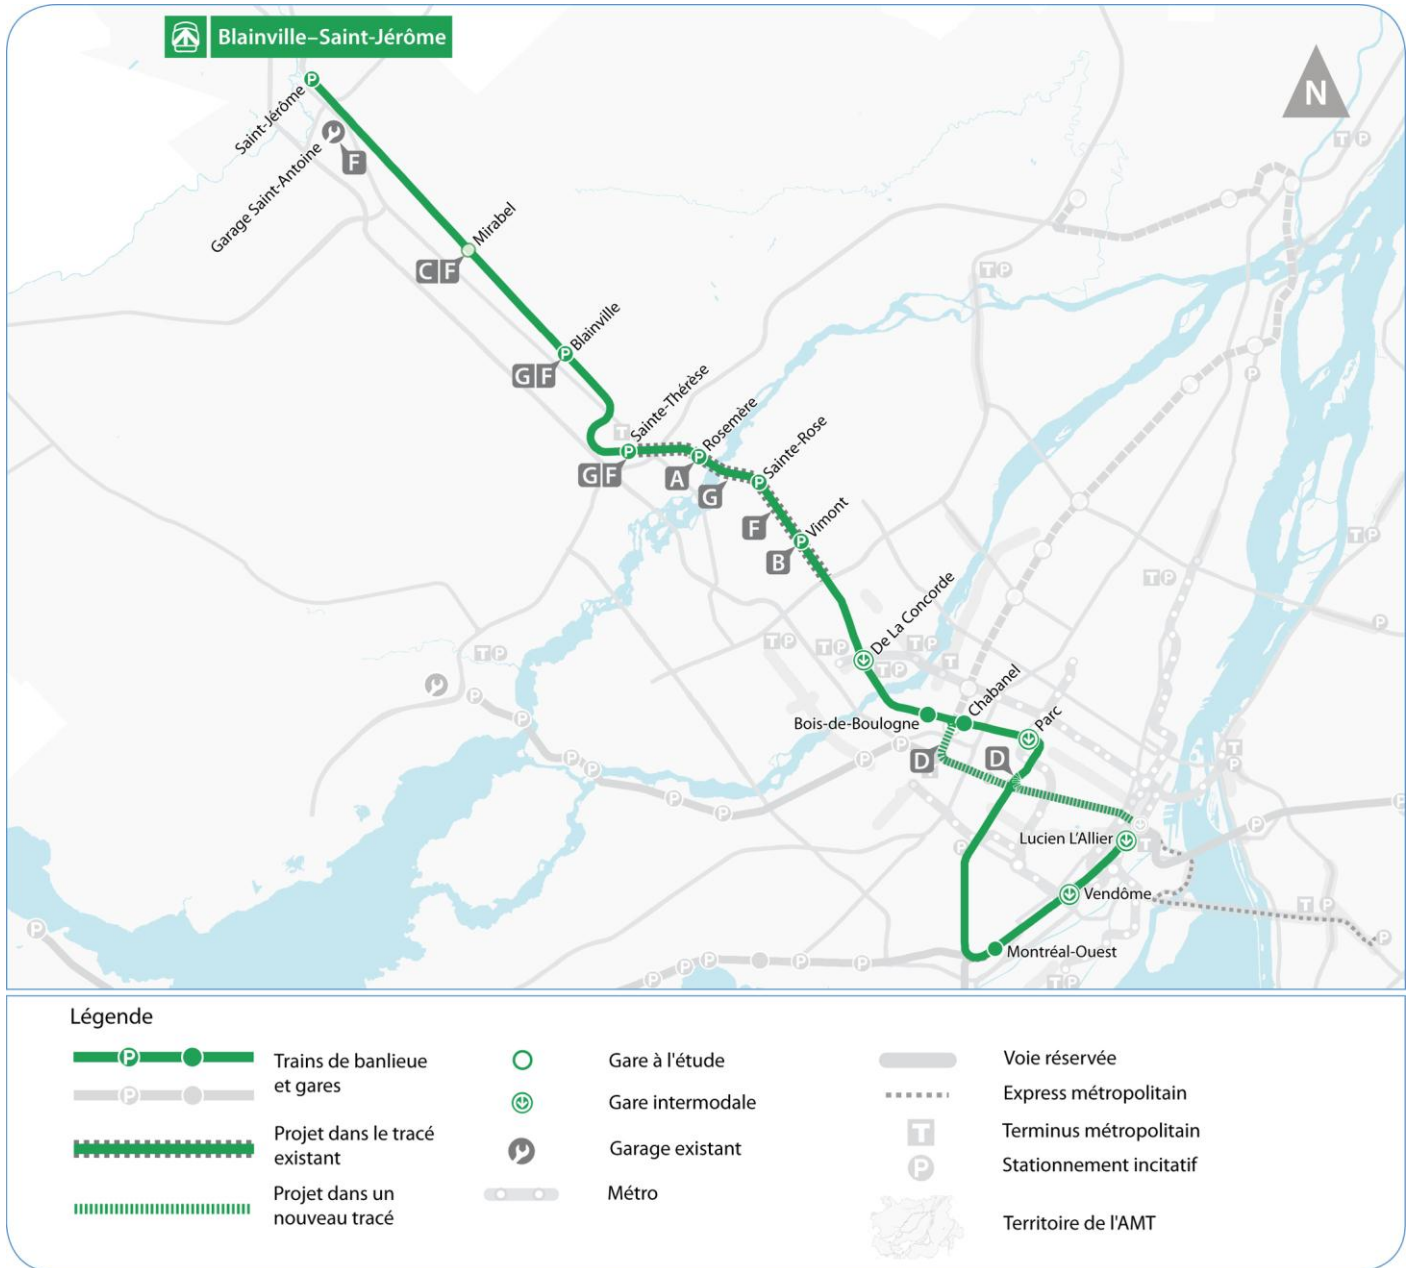 Blainville–Saint-Jérôme
N
P
Saint-Jérôme
Garage Saint-Antoine
F
T P
Mirabel
C F
T P
P
Blainville
G F
P
T
P
Sainte-Thérèse
G F
P
Rosemère
A
G
P
Sainte-Rose
F
P
Vimont
B
T P
T P
P
De La Concorde
T P
T P
T P
T P
T
T P
P
P
Bois-de-Boulogne
Chabanel
Parc
P
D
D
T
P
P
P
P
P
P
P
P
P
Lucien L'Allier
T
P
Vendôme
T P
P
P
Montréal-Ouest
P
P
P
P
P
Légende
P
Trains de banlieue
et gares
P
Projet dans le tracé
existant
Projet dans un
nouveau tracé
Gare à l'étude
Gare intermodale
Garage existant
Métro
Voie réservée
Express métropolitain
T
Terminus métropolitain
P
Stationnement incitatif
Territoire de l'AMT